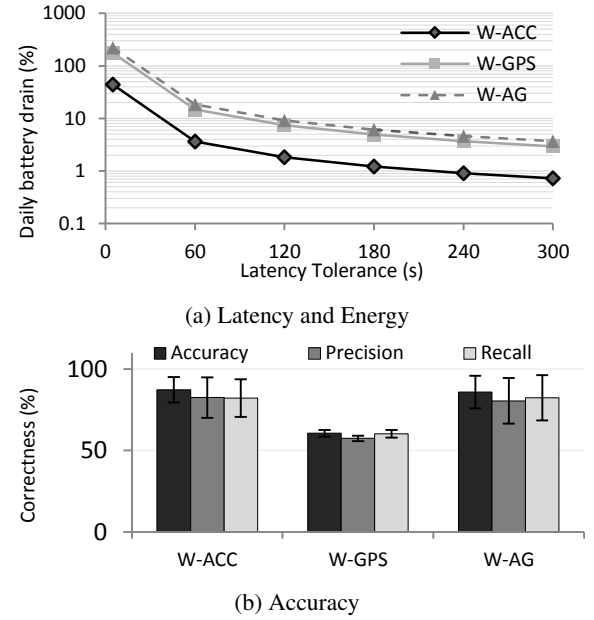 Daily battery drain (%)
1000
100
10
1
0.1
W-ACC
W-GPS
W-AG
0 60 120 180 240 300
Latency Tolerance (s)
(a) Latency and Energy
Correctness (%)
100
50
0
Accuracy Precision Recall
W-ACC W-GPS W-AG
(b) Accuracy